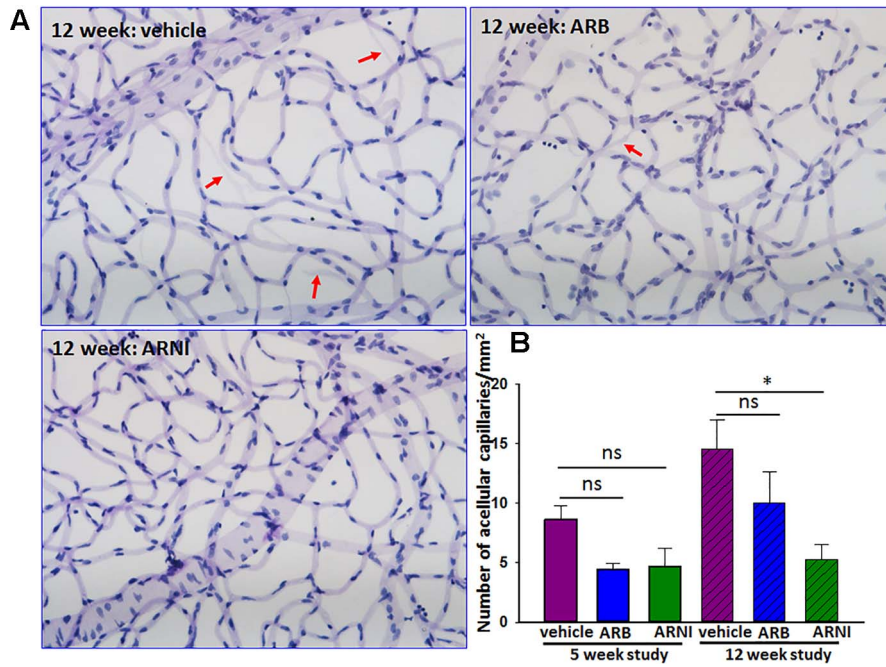 A
12 week: vehicle
12 week: ARB
12 week: ARNI
B
Number of acellular capillaries/mm²
20
15
10
5
0
ns
ns
*
ns
vehicle ARB ARNI vehicle ARB ARNI
5 week study 12 week study